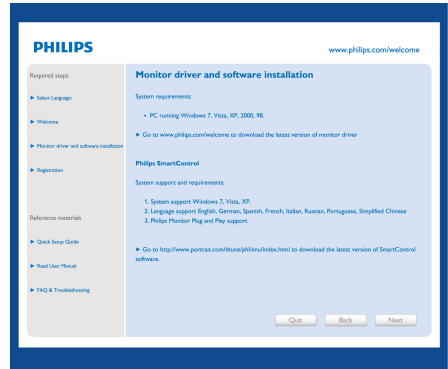 PHILIPS
www.philips.com/welcome
Required steps
► Select Language:
► Welcome
► Monitor driver and software installation
► Registration
Reference materials
► Quick Setup Guide
► Read User Manual
► FAQ & Troubleshooting
Monitor driver and software installation
System requirements:
• PC running Windows 7, Vista, XP, 2000, 98.
► Go to www.philips.com/welcome to download the latest version of monitor driver
Philips SmartControl
System support and requirements:
1. System support Windows 7, Vista, XP.
2. Language support English, German, Spanish, French, Italian, Russian, Portuguese, Simplified Chinese
3. Philips Monitor Plug and Play support
► Go to http://www.portrait.com/dtune/phl/enu/index.html to download the latest version of SmartControl
software.
Quit
Back
Next